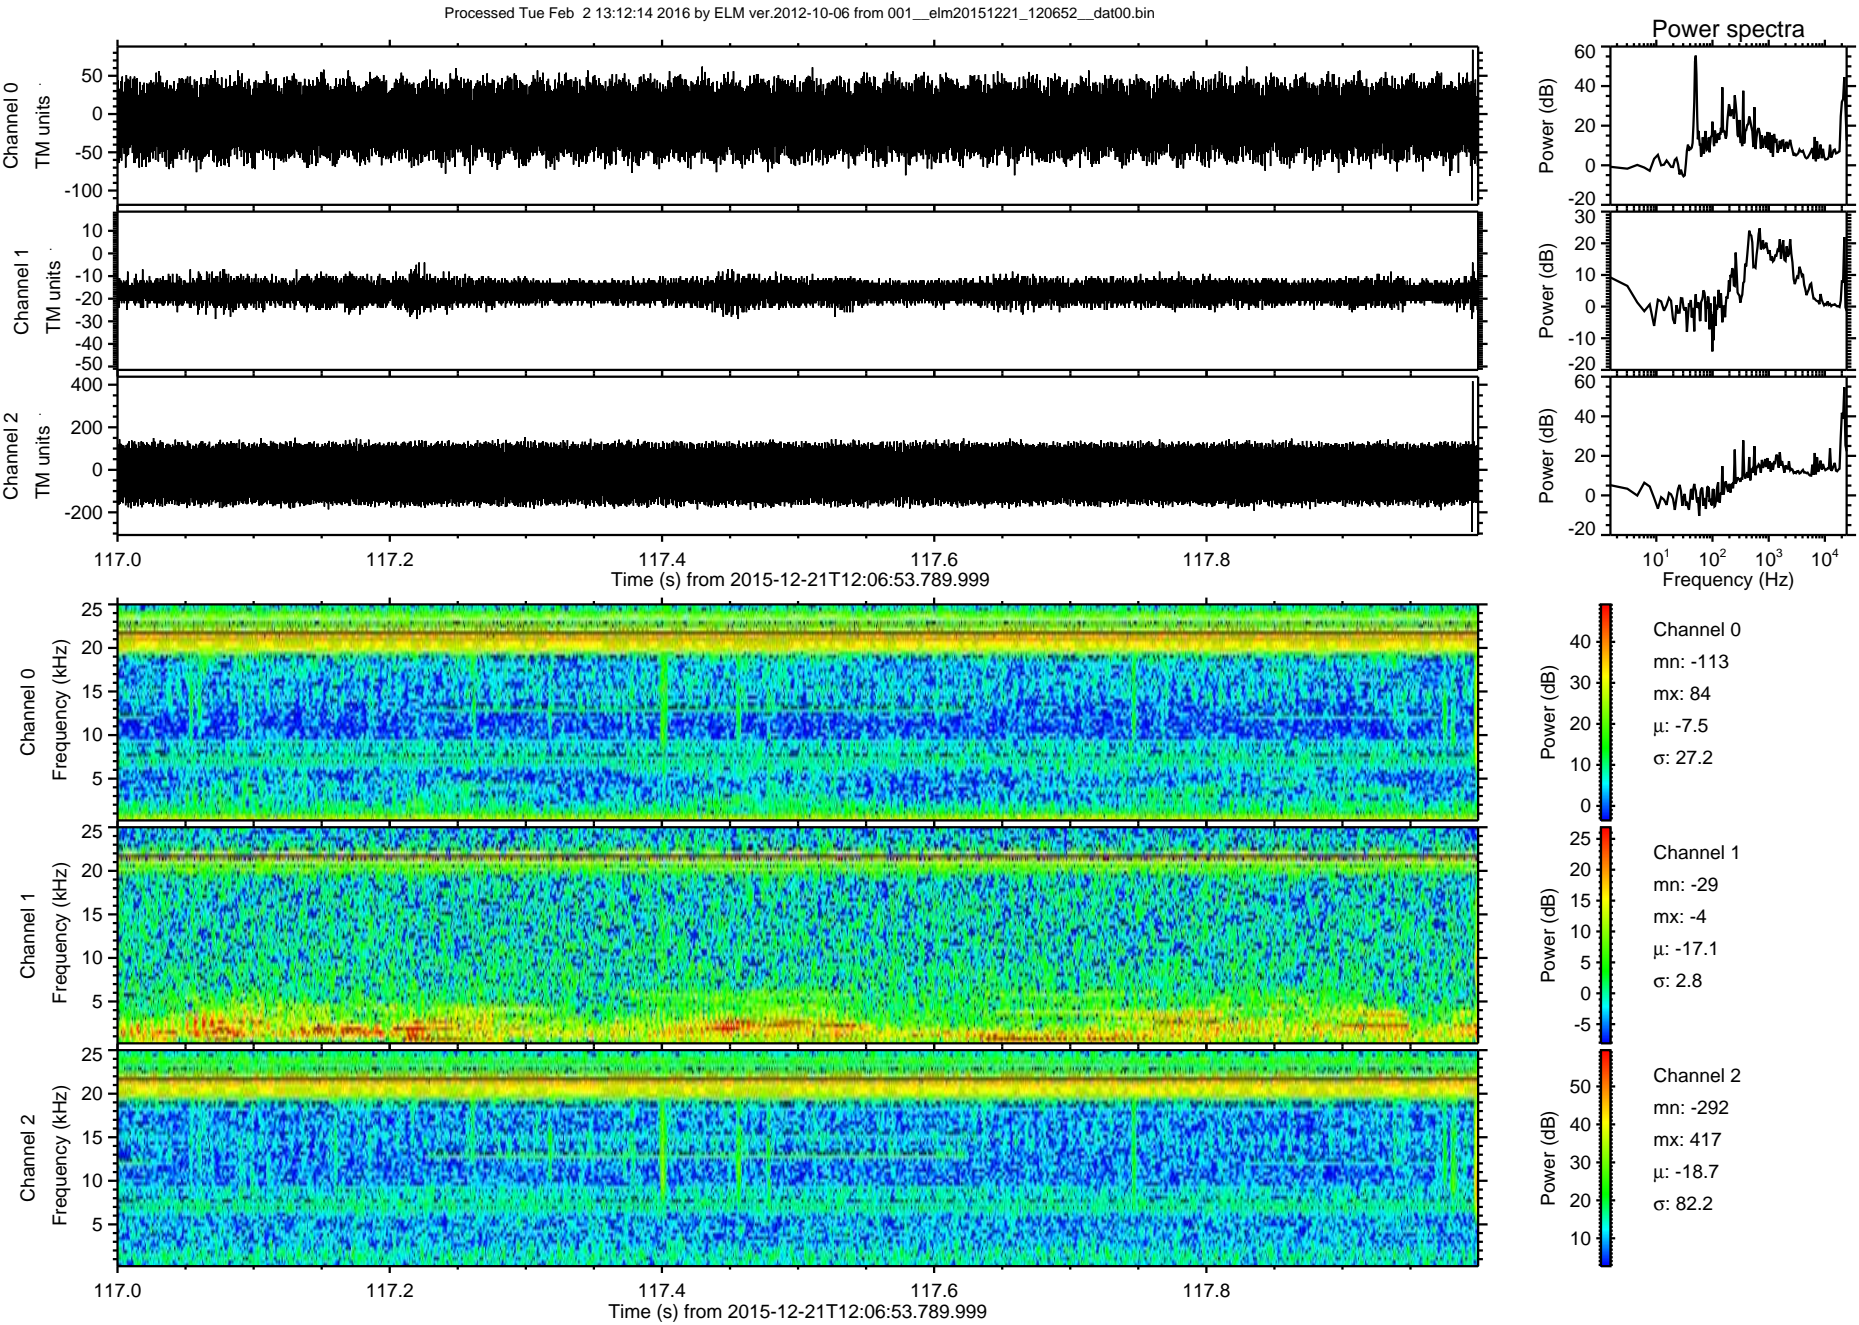 Processed Tue Feb  2 13:12:14 2016 by ELM ver.2012-10-06 from 001__elm20151221_120652__dat00.bin
Power spectra
Channel 0
TM units
50
0
-50
-100
Power (dB)
60
40
20
0
-20
Channel 1
TM units
10
0
-10
-20
-30
-40
-50
Power (dB)
30
20
10
0
-10
-20
Channel 2
TM units
400
200
0
-200
Power (dB)
60
40
20
0
-20
117.0 117.2 117.4 117.6 117.8
Time (s) from 2015-12-21T12:06:53.789.999
10^1 10^2 10^3 10^4
Frequency (Hz)
Channel 0
Frequency (kHz)
25
20
15
10
5
Power (dB)
40
30
20
10
0
Channel 0
mn: -113
mx: 84
μ: -7.5
σ: 27.2
Channel 1
Frequency (kHz)
25
20
15
10
5
Power (dB)
25
20
15
10
5
0
-5
Channel 1
mn: -29
mx: -4
μ: -17.1
σ: 2.8
Channel 2
Frequency (kHz)
25
20
15
10
5
Power (dB)
50
40
30
20
10
Channel 2
mn: -292
mx: 417
μ: -18.7
σ: 82.2
117.0 117.2 117.4 117.6 117.8
Time (s) from 2015-12-21T12:06:53.789.999